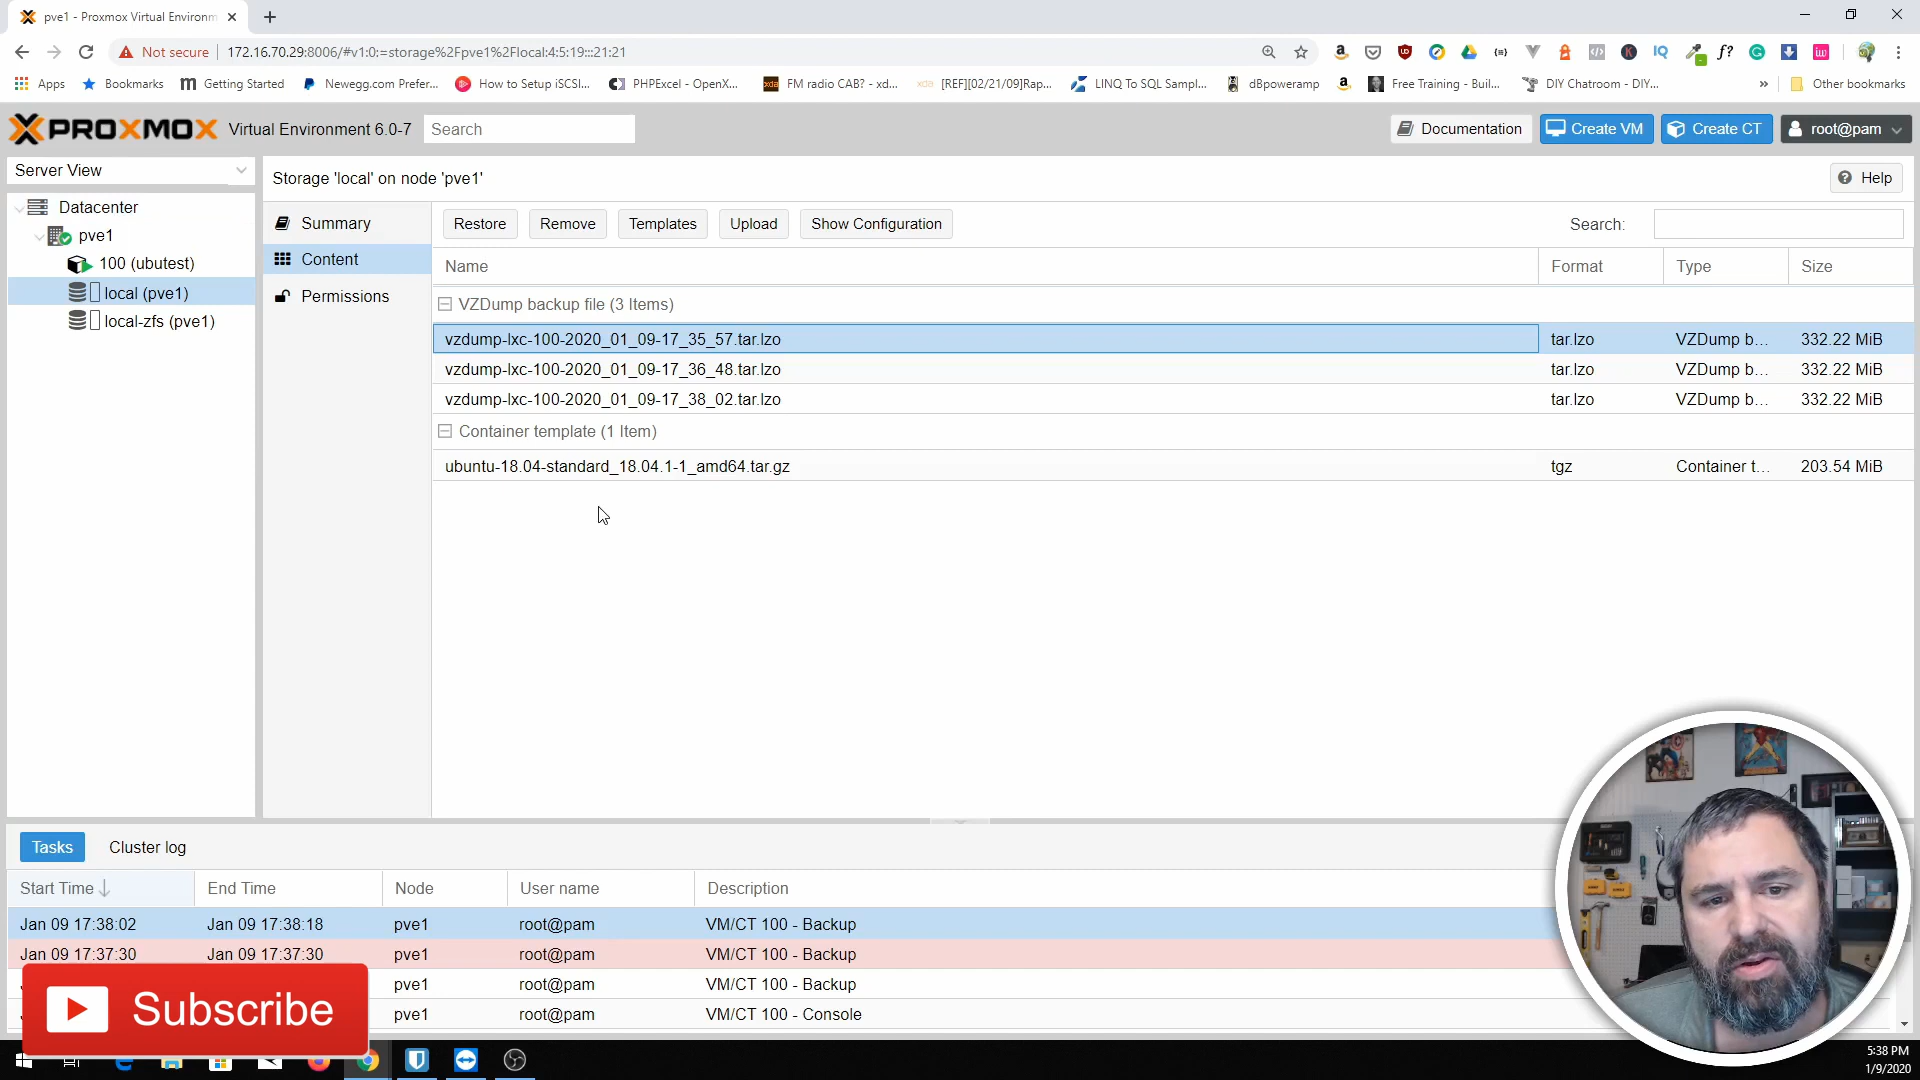 pve1 - Proxmox Virtual Environm
Not secure 172.16.70.29:8006/#v1:0:=storage%2Fpve1%2Flocal:4:5:19:::21:21
Apps Bookmarks Getting Started Newegg.com Prefer... How to Setup iSCSI... PHPExcel - OpenX... FM radio CAB? - xd... [REF][02/21/09]Rap... LINQ To SQL Sampl... dBpoweramp Free Training - Buil... DIY Chatroom - DIY... » Other bookmarks
PROXMOX Virtual Environment 6.0-7 Search Documentation Create VM Create CT root@pam
Server View
Storage 'local' on node 'pve1' Help
Datacenter
pve1
100 (ubutest)
local (pve1)
local-zfs (pve1)
Summary
Content
Permissions
Restore Remove Templates Upload Show Configuration Search:
Name Format Type Size
VZDump backup file (3 Items)
vzdump-lxc-100-2020_01_09-17_35_57.tar.lzo tar.lzo VZDump b... 332.22 MiB
vzdump-lxc-100-2020_01_09-17_36_48.tar.lzo tar.lzo VZDump b... 332.22 MiB
vzdump-lxc-100-2020_01_09-17_38_02.tar.lzo tar.lzo VZDump b... 332.22 MiB
Container template (1 Item)
ubuntu-18.04-standard_18.04.1-1_amd64.tar.gz tgz Container t... 203.54 MiB
Tasks Cluster log
Start Time End Time Node User name Description
Jan 09 17:38:02 Jan 09 17:38:18 pve1 root@pam VM/CT 100 - Backup
Jan 09 17:37:30 Jan 09 17:37:30 pve1 root@pam VM/CT 100 - Backup
pve1 root@pam VM/CT 100 - Backup
pve1 root@pam VM/CT 100 - Console
Subscribe
5:38 PM
1/9/2020